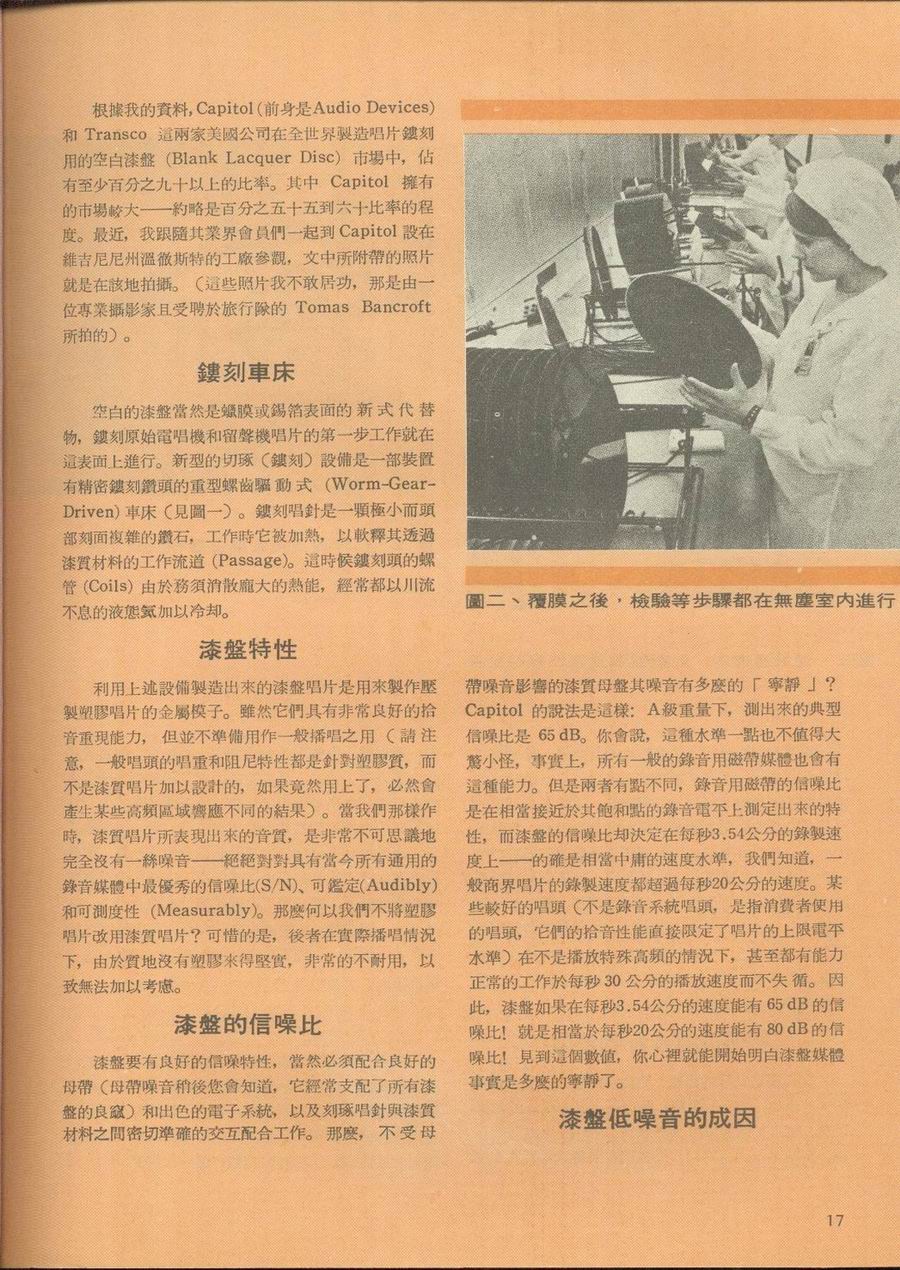 根據我的資料,Capitol(前身是Audio Devices)
和 Transco 這兩家美國公司在全世界製造唱片鏤刻
用的空白漆盤（Blank Lacquer Disc）市場中，佔
有至少百分之九十以上的比率。其中 Capitol 擁有
的市場較大——約略是百分之五十五到六十比率的程
度。最近，我跟隨其業界會員們一起到 Capitol 設在
維吉尼尼州溫徹斯特的工廠參觀，文中所附帶的照片
就是在該地拍攝。（這些照片我不敢居功，那是由一
位專業攝影家且受聘於旅行隊的 Tomas Bancroft
所拍的）。
鏤刻車床
空白的漆盤當然是蠟膜或錫箔表面的新式代替
物，鏤刻原始電唱機和留聲機唱片的第一步工作就在
這表面上進行。新型的切琢（鏤刻）設備是一部裝置
有精密鏤刻鑽頭的重型螺齒驅動式 (Worm-Gear-
Driven) 車床（見圖一）。鏤刻唱針是一顆極小而頭
部刻面複雜的鑽石，工作時它被加熱，以軟釋其透過
漆質材料的工作流道 (Passage)。這時候鏤刻頭的螺
管 (Coils) 由於務須消散龐大的熱能，經常都以川流
不息的液態氦加以冷却。
漆盤特性
利用上述設備製造出來的漆盤唱片是用來製作壓
製塑膠唱片的金屬模子。雖然它們具有非常良好的拾
音重現能力，但並不準備用作一般播唱之用（請注
意，一般唱頭的唱重和阻尼特性都是針對塑膠質，而
不是漆質唱片加以設計的，如果竟然用上了，必然會
產生某些高頻區域響應不同的結果）。當我們那樣作
時，漆質唱片所表現出來的音質，是非常不可思議地
完全沒有一絲噪音——絕絕對對具有當今所有通用的
錄音媒體中最優秀的信噪比(S/N)、可鑑定(Audibly)
和可測度性 (Measurably)。那麼何以我們不將塑膠
唱片改用漆質唱片？可惜的是，後者在實際播唱情況
下，由於質地沒有塑膠來得堅實，非常的不耐用，以
致無法加以考慮。
漆盤的信噪比
漆盤要有良好的信噪特性，當然必須配合良好的
母帶（母帶噪音稍後您會知道，它經常支配了所有漆
盤的良窳）和出色的電子系統，以及刻琢唱針與漆質
材料之間密切準確的交互配合工作。那麼，不受母
圖二、覆膜之後，檢驗等步驟都在無塵室內進行
帶噪音影響的漆質母盤其噪音有多麼的「寧靜」？
Capitol 的說法是這樣: A級重量下，測出來的典型
信噪比是 65 dB。你會說，這種水準一點也不值得大
驚小怪，事實上，所有一般的錄音用磁帶媒體也會有
這種能力。但是兩者有點不同，錄音用磁帶的信噪比
是在相當接近於其飽和點的錄音電平上測定出來的特
性，而漆盤的信噪比却決定在每秒3.54公分的錄製速
度上——的確是相當中庸的速度水準，我們知道，一
般商界唱片的錄製速度都超過每秒20公分的速度。某
些較好的唱頭（不是錄音系統唱頭，是指消費者使用
的唱頭，它們的拾音性能直接限定了唱片的上限電平
水準）在不是播放特殊高頻的情況下，甚至都有能力
正常的工作於每秒 30 公分的播放速度而不失循。因
此，漆盤如果在每秒3.54公分的速度能有 65 dB 的信
噪比! 就是相當於每秒20公分的速度能有 80 dB 的信
噪比! 見到這個數值，你心裡就能開始明白漆盤媒體
事實是多麼的寧靜了。
漆盤低噪音的成因
17